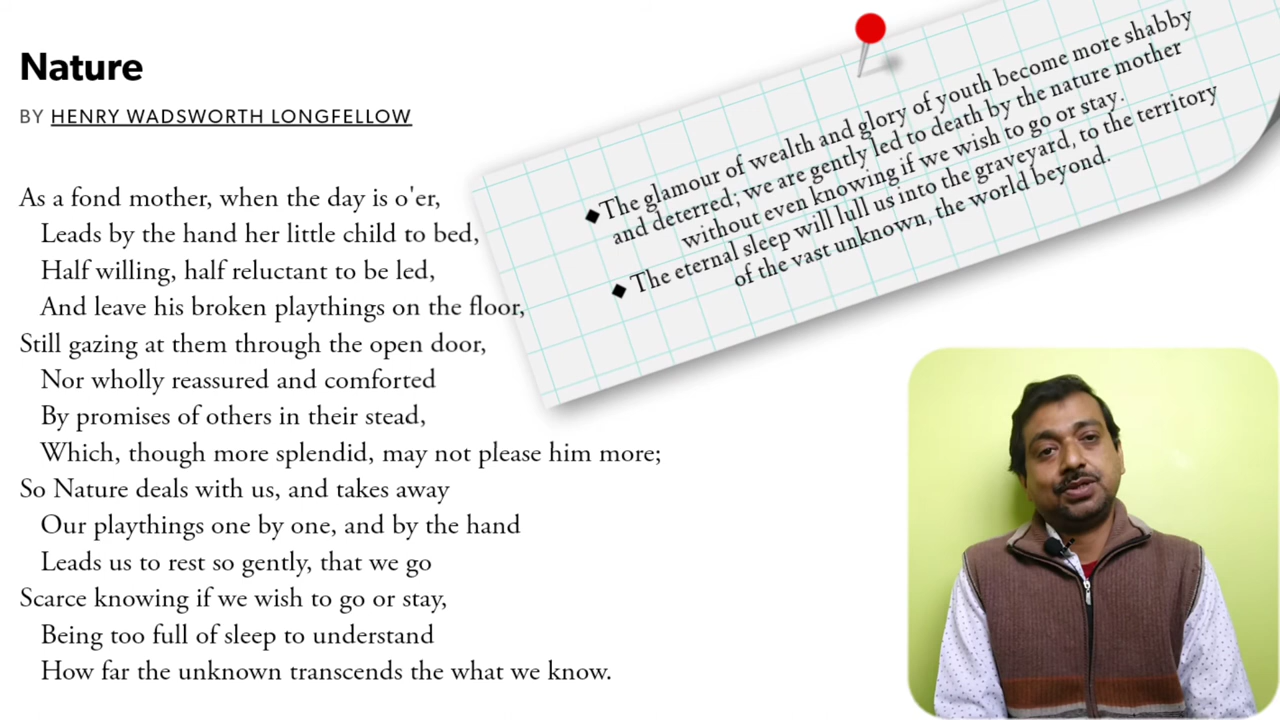 Nature
BY HENRY WADSWORTH LONGFELLOW
As a fond mother, when the day is o'er,
Leads by the hand her little child to bed,
Half willing, half reluctant to be led,
And leave his broken playthings on the floor,
Still gazing at them through the open door,
Nor wholly reassured and comforted
By promises of others in their stead,
Which, though more splendid, may not please him more;
So Nature deals with us, and takes away
Our playthings one by one, and by the hand
Leads us to rest so gently, that we go
Scarce knowing if we wish to go or stay,
Being too full of sleep to understand
How far the unknown transcends the what we know.
◆The glamour of wealth and glory of youth become more shabby
and deterred; we are gently led to death by the nature mother
without even knowing if we wish to go or stay.
◆ The eternal sleep will lull us into the graveyard, to the territory
of the vast unknown, the world beyond.